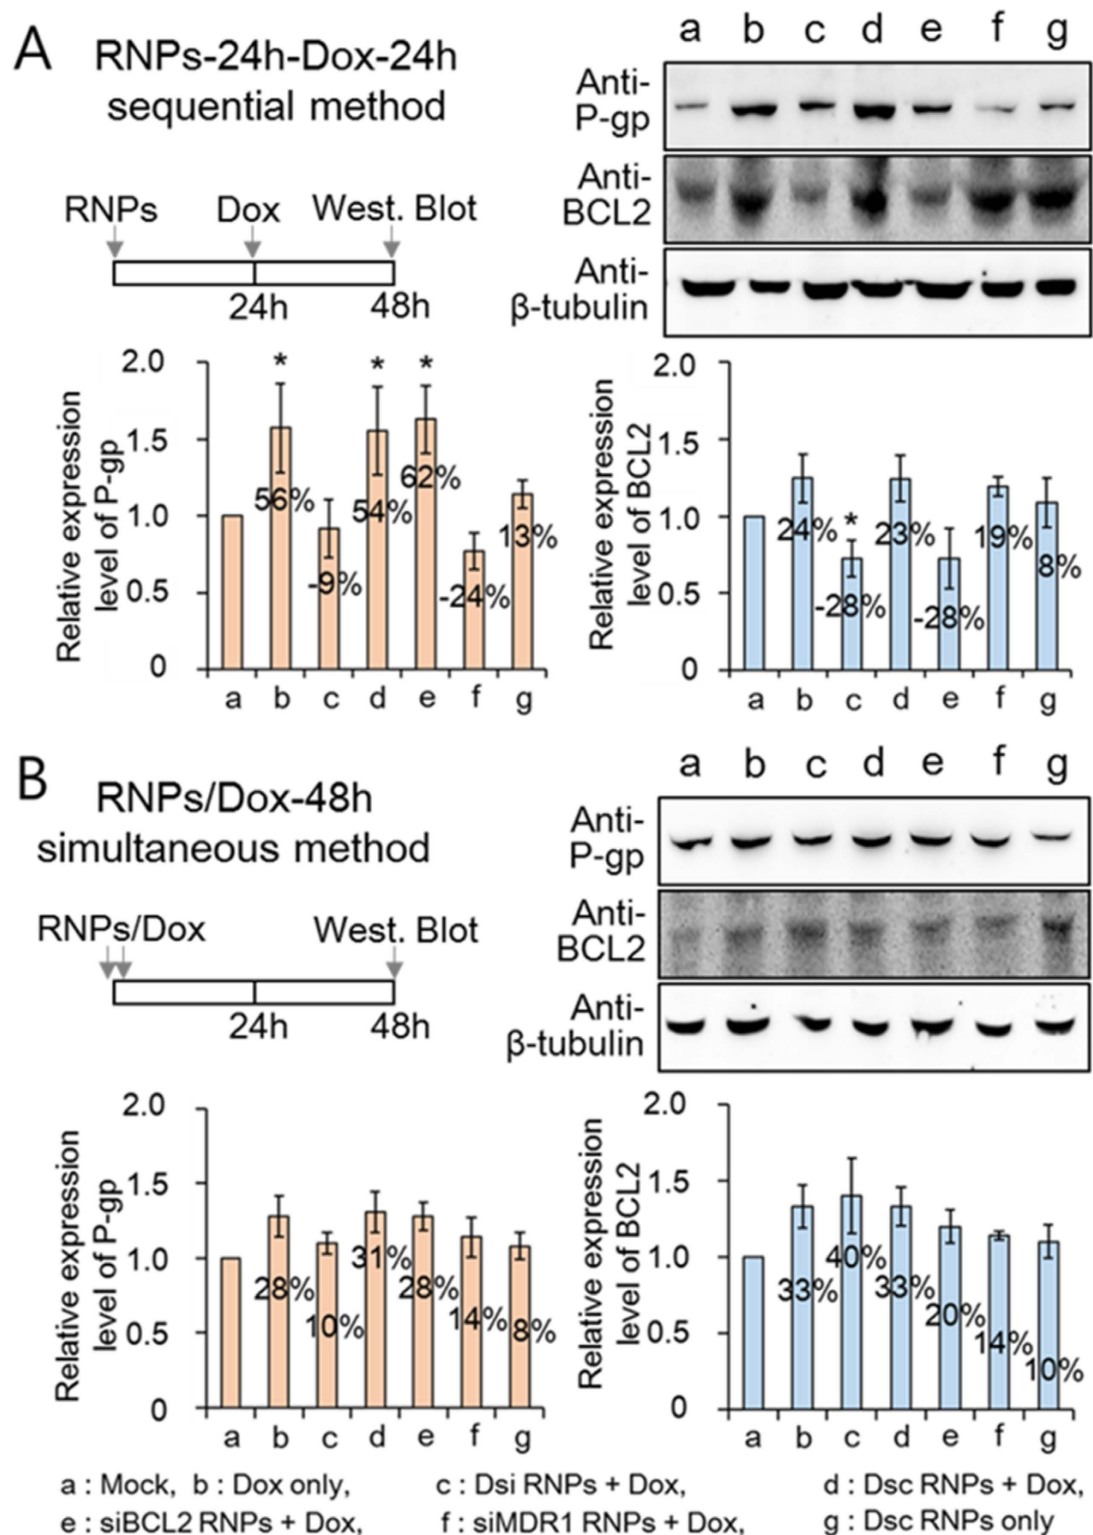 A
RNPs-24h-Dox-24h
sequential method
RNPs Dox West. Blot
24h 48h
a b c d e f g
Anti-
P-gp
Anti-
BCL2
Anti-
β-tubulin
Relative expression
level of P-gp
2.0
1.5
1.0
0.5
0
* * *
56%
-9%
54%
62%
-24%
13%
a b c d e f g
Relative expression
level of BCL2
2.0
1.5
1.0
0.5
0
*
24%
-28%
23%
-28%
19%
8%
a b c d e f g
B
RNPs/Dox-48h
simultaneous method
RNPs/Dox West. Blot
24h 48h
a b c d e f g
Anti-
P-gp
Anti-
BCL2
Anti-
β-tubulin
Relative expression
level of P-gp
2.0
1.5
1.0
0.5
0
28%
10%
31%
28%
14%
8%
a b c d e f g
Relative expression
level of BCL2
2.0
1.5
1.0
0.5
0
33%
40%
33%
20%
14%
10%
a b c d e f g
a : Mock, b : Dox only, c : Dsi RNPs + Dox, d : Dsc RNPs + Dox,
e : siBCL2 RNPs + Dox, f : siMDR1 RNPs + Dox, g : Dsc RNPs only